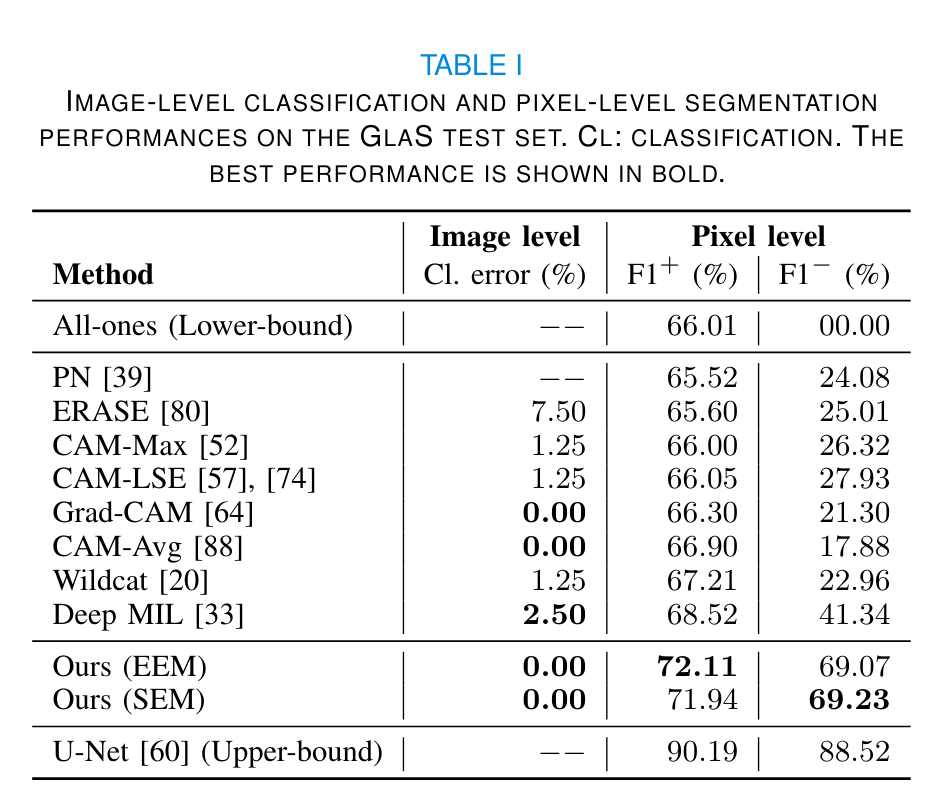 TABLE I
IMAGE-LEVEL CLASSIFICATION AND PIXEL-LEVEL SEGMENTATION
PERFORMANCES ON THE GLAS TEST SET. CL: CLASSIFICATION. THE
BEST PERFORMANCE IS SHOWN IN BOLD.
Image level Pixel level
Method Cl. error (%) F1+ (%) F1− (%)
All-ones (Lower-bound) −− 66.01 00.00
PN [39] −− 65.52 24.08
ERASE [80] 7.50 65.60 25.01
CAM-Max [52] 1.25 66.00 26.32
CAM-LSE [57], [74] 1.25 66.05 27.93
Grad-CAM [64] 0.00 66.30 21.30
CAM-Avg [88] 0.00 66.90 17.88
Wildcat [20] 1.25 67.21 22.96
Deep MIL [33] 2.50 68.52 41.34
Ours (EEM) 0.00 72.11 69.07
Ours (SEM) 0.00 71.94 69.23
U-Net [60] (Upper-bound) −− 90.19 88.52